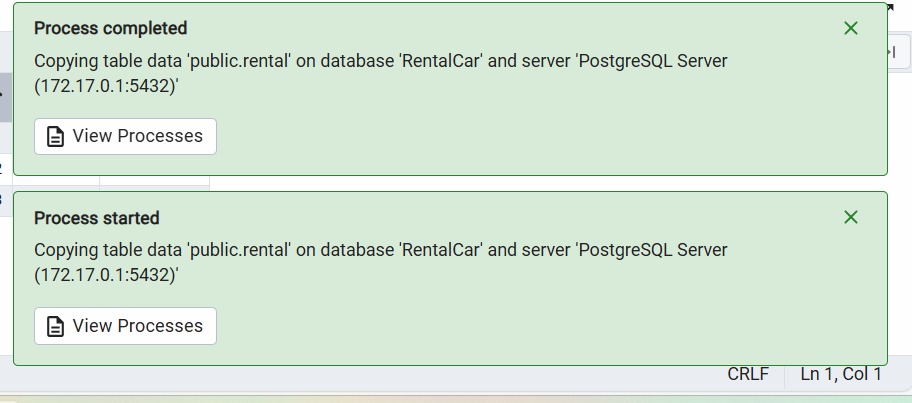 Process completed
Copying table data 'public.rental' on database 'RentalCar' and server 'PostgreSQL Server
(172.17.0.1:5432)'
View Processes
Process started
Copying table data 'public.rental' on database 'RentalCar' and server 'PostgreSQL Server
(172.17.0.1:5432)'
View Processes
CRLF Ln 1, Col 1